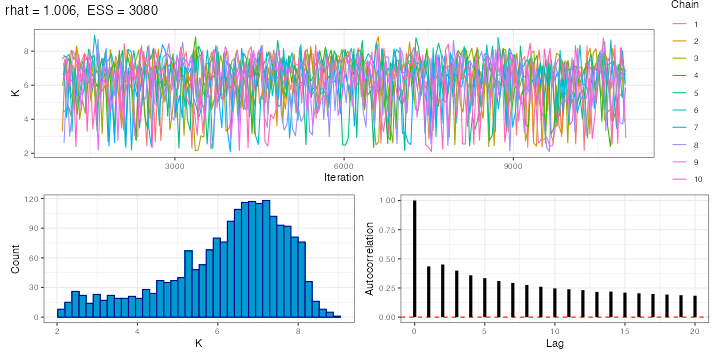 rhat = 1.006, ESS = 3080
Chain
1
2
3
4
5
6
7
8
9
10
K
8
6
4
2
3000 6000 9000
Iteration
Count
120
90
60
30
0
2 4 6 8
K
Autocorrelation
1.00
0.75
0.50
0.25
0.00
0 5 10 15 20
Lag